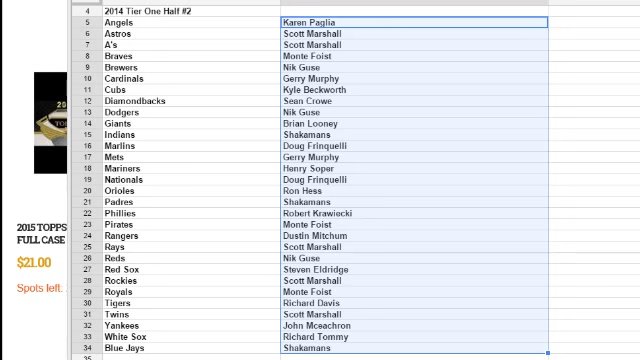 4 2014 Tier One Half #2
5 Angels Karen Paglia
6 Astros Scott Marshall
7 A's Scott Marshall
8 Braves Monte Foist
9 Brewers Nik Guse
10 Cardinals Gerry Murphy
11 Cubs Kyle Beckworth
12 Diamondbacks Sean Crowe
13 Dodgers Nik Guse
14 Giants Brian Looney
15 Indians Shakamans
16 Marlins Doug Frinquelli
17 Mets Gerry Murphy
18 Mariners Henry Soper
19 Nationals Doug Frinquelli
20 Orioles Ron Hess
21 Padres Shakamans
22 Phillies Robert Krawiecki
23 Pirates Monte Foist
24 Rangers Dustin Mitchum
25 Rays Scott Marshall
26 Reds Nik Guse
27 Red Sox Steven Eldridge
28 Rockies Scott Marshall
29 Royals Monte Foist
30 Tigers Richard Davis
31 Twins Scott Marshall
32 Yankees John Mceachron
33 White Sox Richard Tommy
34 Blue Jays Shakamans
35
2015 TOPPS
FULL CASE
$21.00
Spots left: